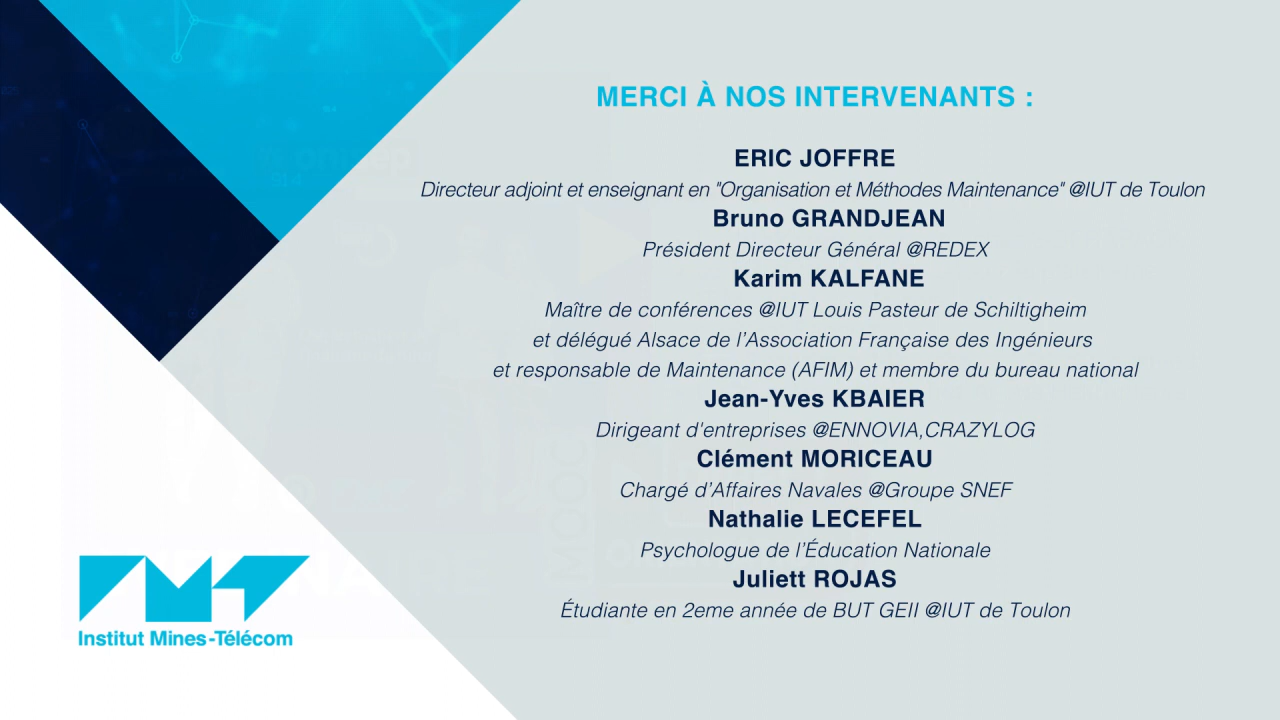 MERCI À NOS INTERVENANTS :
ERIC JOFFRE
Directeur adjoint et enseignant en "Organisation et Méthodes Maintenance" @IUT de Toulon
Bruno GRANDJEAN
Président Directeur Général @REDEX
Karim KALFANE
Maître de conférences @IUT Louis Pasteur de Schiltigheim
et délégué Alsace de l’Association Française des Ingénieurs
et responsable de Maintenance (AFIM) et membre du bureau national
Jean-Yves KBAIER
Dirigeant d'entreprises @ENNOVIA,CRAZYLOG
Clément MORICEAU
Chargé d’Affaires Navales @Groupe SNEF
Nathalie LECEFEL
Psychologue de l’Éducation Nationale
Juliett ROJAS
Étudiante en 2eme année de BUT GEII @IUT de Toulon
IMT
Institut Mines-Télécom